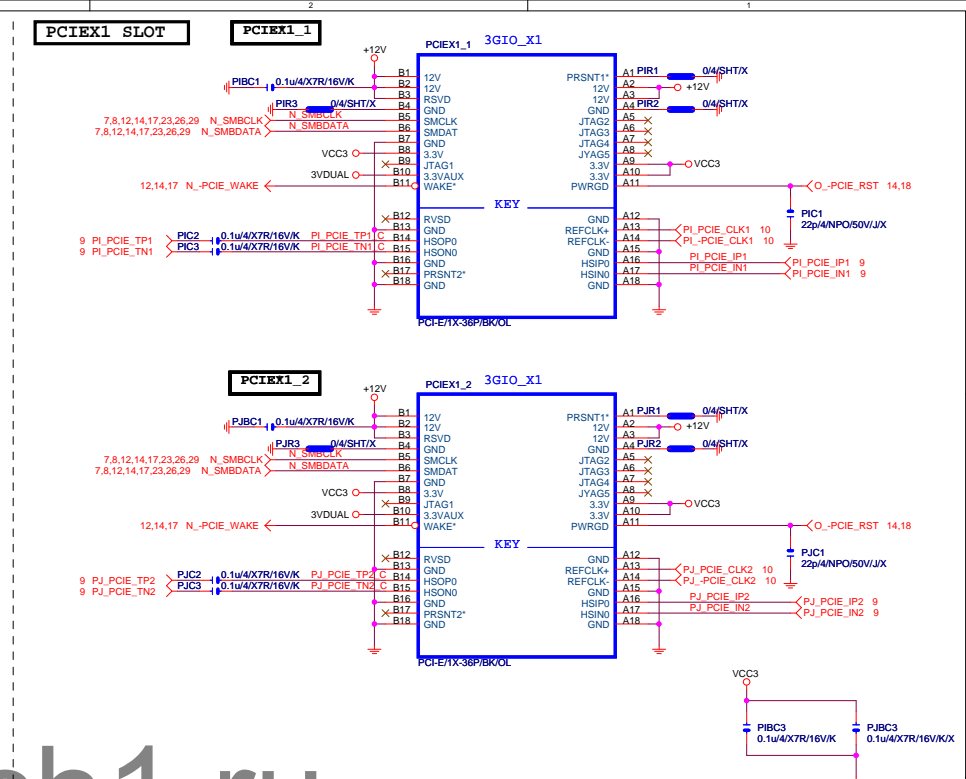 2 1
PCIEX1 SLOT
PCIEX1_1
+12V
PCIEX1_1 3GIO_X1
PIBC1 0.1u/4/X7R/16V/K
PIR3 0/4/SHT/X
7,8,12,14,17,23,26,29 N_SMBCLK N_SMBCLK
7,8,12,14,17,23,26,29 N_SMBDATA N_SMBDATA
VCC3
3VDUAL
12,14,17 N_-PCIE_WAKE
9 PI_PCIE_TP1 PIC2 0.1u/4/X7R/16V/K PI_PCIE_TP1_C
9 PI_PCIE_TN1 PIC3 0.1u/4/X7R/16V/K PI_PCIE_TN1_C
B1 12V PRSNT1* A1 PIR1 0/4/SHT/X
B2 12V 12V A2 +12V
B3 RSVD 12V A3
B4 GND GND A4 PIR2 0/4/SHT/X
B5 SMCLK JTAG2 A5
B6 SMDAT JTAG3 A6
B7 GND JTAG4 A7
B8 3.3V JYAG5 A8
B9 JTAG1 3.3V A9 VCC3
B10 3.3VAUX 3.3V A10
B11 WAKE* PWRGD A11 O_-PCIE_RST 14,18
KEY
B12 RVSD GND A12
B13 GND REFCLK+ A13 PI_PCIE_CLK1 10
B14 HSOP0 REFCLK- A14 PI_-PCIE_CLK1 10
B15 HSON0 GND A15
B16 GND HSIP0 A16 PI_PCIE_IP1 PI_PCIE_IP1 9
B17 PRSNT2* HSIN0 A17 PI_PCIE_IN1 PI_PCIE_IN1 9
B18 GND GND A18
PIC1
22p/4/NPO/50V/J/X
PCI-E/1X-36P/BK/OL
PCIEX1_2
+12V
PCIEX1_2 3GIO_X1
PJBC1 0.1u/4/X7R/16V/K
PJR3 0/4/SHT/X
7,8,12,14,17,23,26,29 N_SMBCLK N_SMBCLK
7,8,12,14,17,23,26,29 N_SMBDATA N_SMBDATA
VCC3
3VDUAL
12,14,17 N_-PCIE_WAKE
9 PJ_PCIE_TP2 PJC2 0.1u/4/X7R/16V/K PJ_PCIE_TP2_C
9 PJ_PCIE_TN2 PJC3 0.1u/4/X7R/16V/K PJ_PCIE_TN2_C
B1 12V PRSNT1* A1 PJR1 0/4/SHT/X
B2 12V 12V A2 +12V
B3 RSVD 12V A3
B4 GND GND A4 PJR2 0/4/SHT/X
B5 SMCLK JTAG2 A5
B6 SMDAT JTAG3 A6
B7 GND JTAG4 A7
B8 3.3V JYAG5 A8
B9 JTAG1 3.3V A9 VCC3
B10 3.3VAUX 3.3V A10
B11 WAKE* PWRGD A11 O_-PCIE_RST 14,18
KEY
B12 RVSD GND A12
B13 GND REFCLK+ A13 PJ_PCIE_CLK2 10
B14 HSOP0 REFCLK- A14 PJ_-PCIE_CLK2 10
B15 HSON0 GND A15
B16 GND HSIP0 A16 PJ_PCIE_IP2 PJ_PCIE_IP2 9
B17 PRSNT2* HSIN0 A17 PJ_PCIE_IN2 PJ_PCIE_IN2 9
B18 GND GND A18
PJC1
22p/4/NPO/50V/J/X
PCI-E/1X-36P/BK/OL
VCC3
PIBC3
0.1u/4/X7R/16V/K
PJBC3
0.1u/4/X7R/16V/K/X